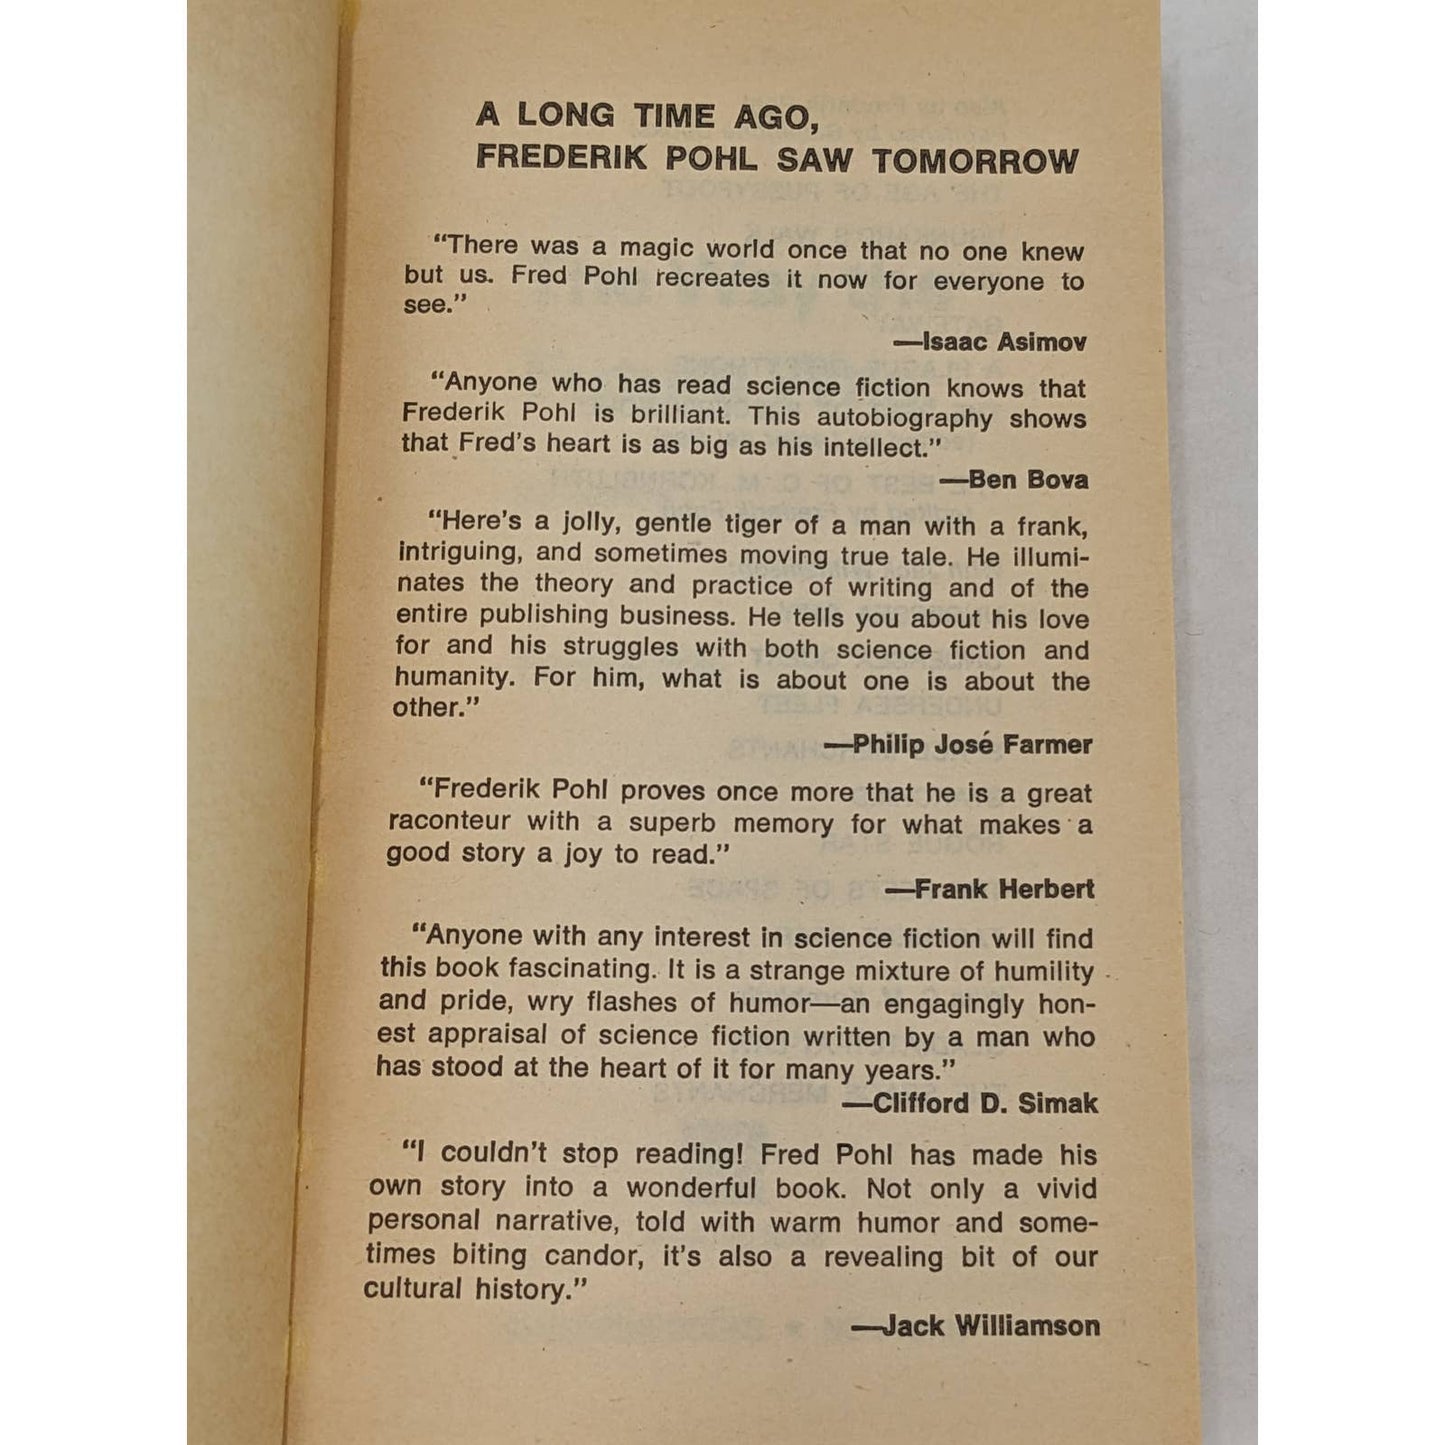 A LONG TIME AGO,
FREDERIK POHL SAW TOMORROW
“There was a magic world once that no one knew
but us. Fred Pohl recreates it now for everyone to
see.”
—Isaac Asimov
“Anyone who has read science fiction knows that
Frederik Pohl is brilliant. This autobiography shows
that Fred’s heart is as big as his intellect.”
—Ben Bova
“Here’s a jolly, gentle tiger of a man with a frank,
intriguing, and sometimes moving true tale. He illumi-
nates the theory and practice of writing and of the
entire publishing business. He tells you about his love
for and his struggles with both science fiction and
humanity. For him, what is about one is about the
other.”
—Philip José Farmer
“Frederik Pohl proves once more that he is a great
raconteur with a superb memory for what makes a
good story a joy to read.”
—Frank Herbert
“Anyone with any interest in science fiction will find
this book fascinating. It is a strange mixture of humility
and pride, wry flashes of humor—an engagingly hon-
est appraisal of science fiction written by a man who
has stood at the heart of it for many years.”
—Clifford D. Simak
“I couldn’t stop reading! Fred Pohl has made his
own story into a wonderful book. Not only a vivid
personal narrative, told with warm humor and some-
times biting candor, it’s also a revealing bit of our
cultural history.”
—Jack Williamson